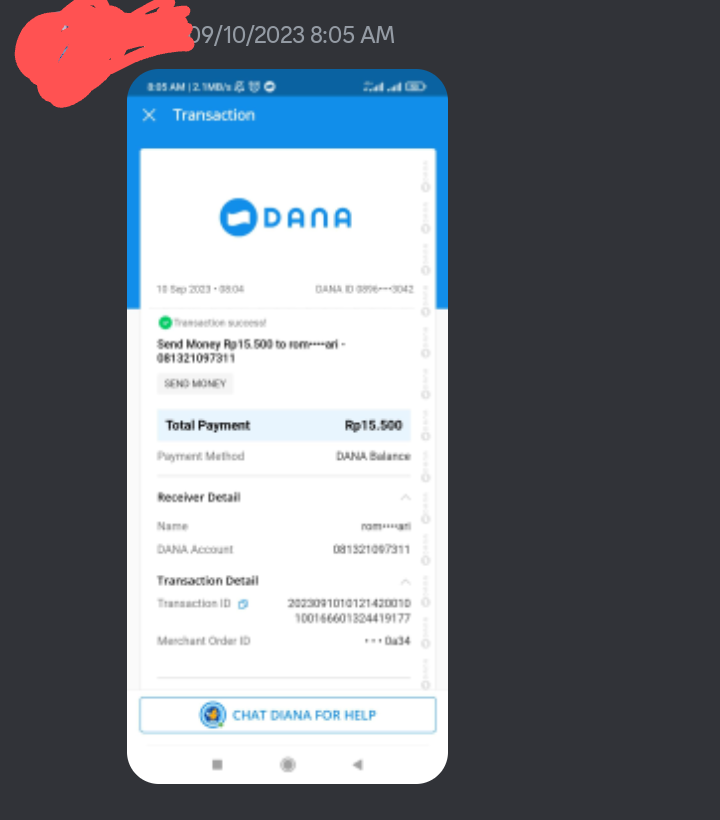 09/10/2023 8:05 AM
8:05 AM | 2.1MB/s
Transaction
DANA
10 Sep 2023 • 08:04 DANA ID 0896•••3042
Transaction success!
Send Money Rp15.500 to rom••••ari -
081321097311
SEND MONEY
Total Payment Rp15.500
Payment Method DANA Balance
Receiver Detail
Name rom••••ari
DANA Account 081321097311
Transaction Detail
Transaction ID 2023091010121420010
100166601324419177
Merchant Order ID •••0a34
CHAT DIANA FOR HELP